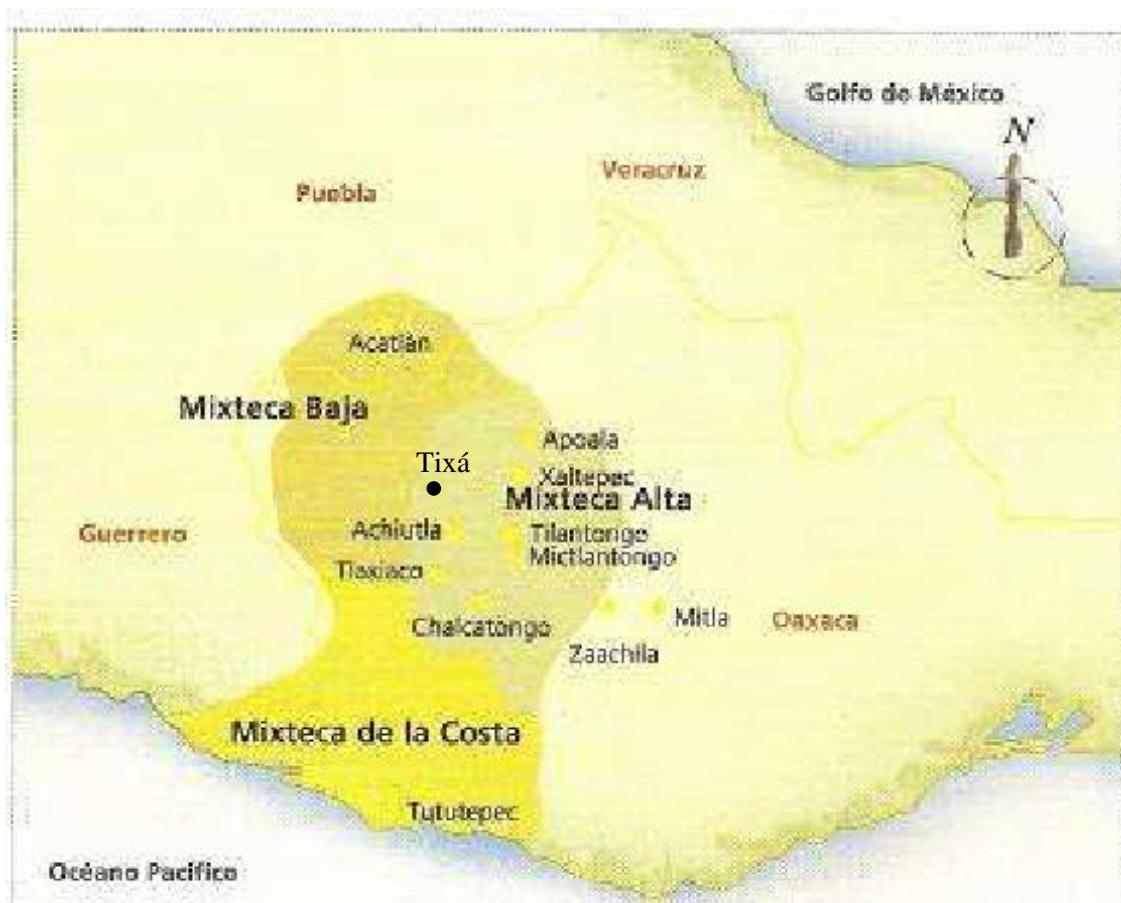 Golfo de México
N
Veracruz
Puebla
Acatlán
Mixteca Baja
Apoala
Tixá
Xaltepec
Mixteca Alta
Achiutla
Tilantongo
Guerrero
Mictlantongo
Tlaxiaco
Mitla
Oaxaca
Chalcatongo
Zaachila
Mixteca de la Costa
Tututepec
Océano Pacifico